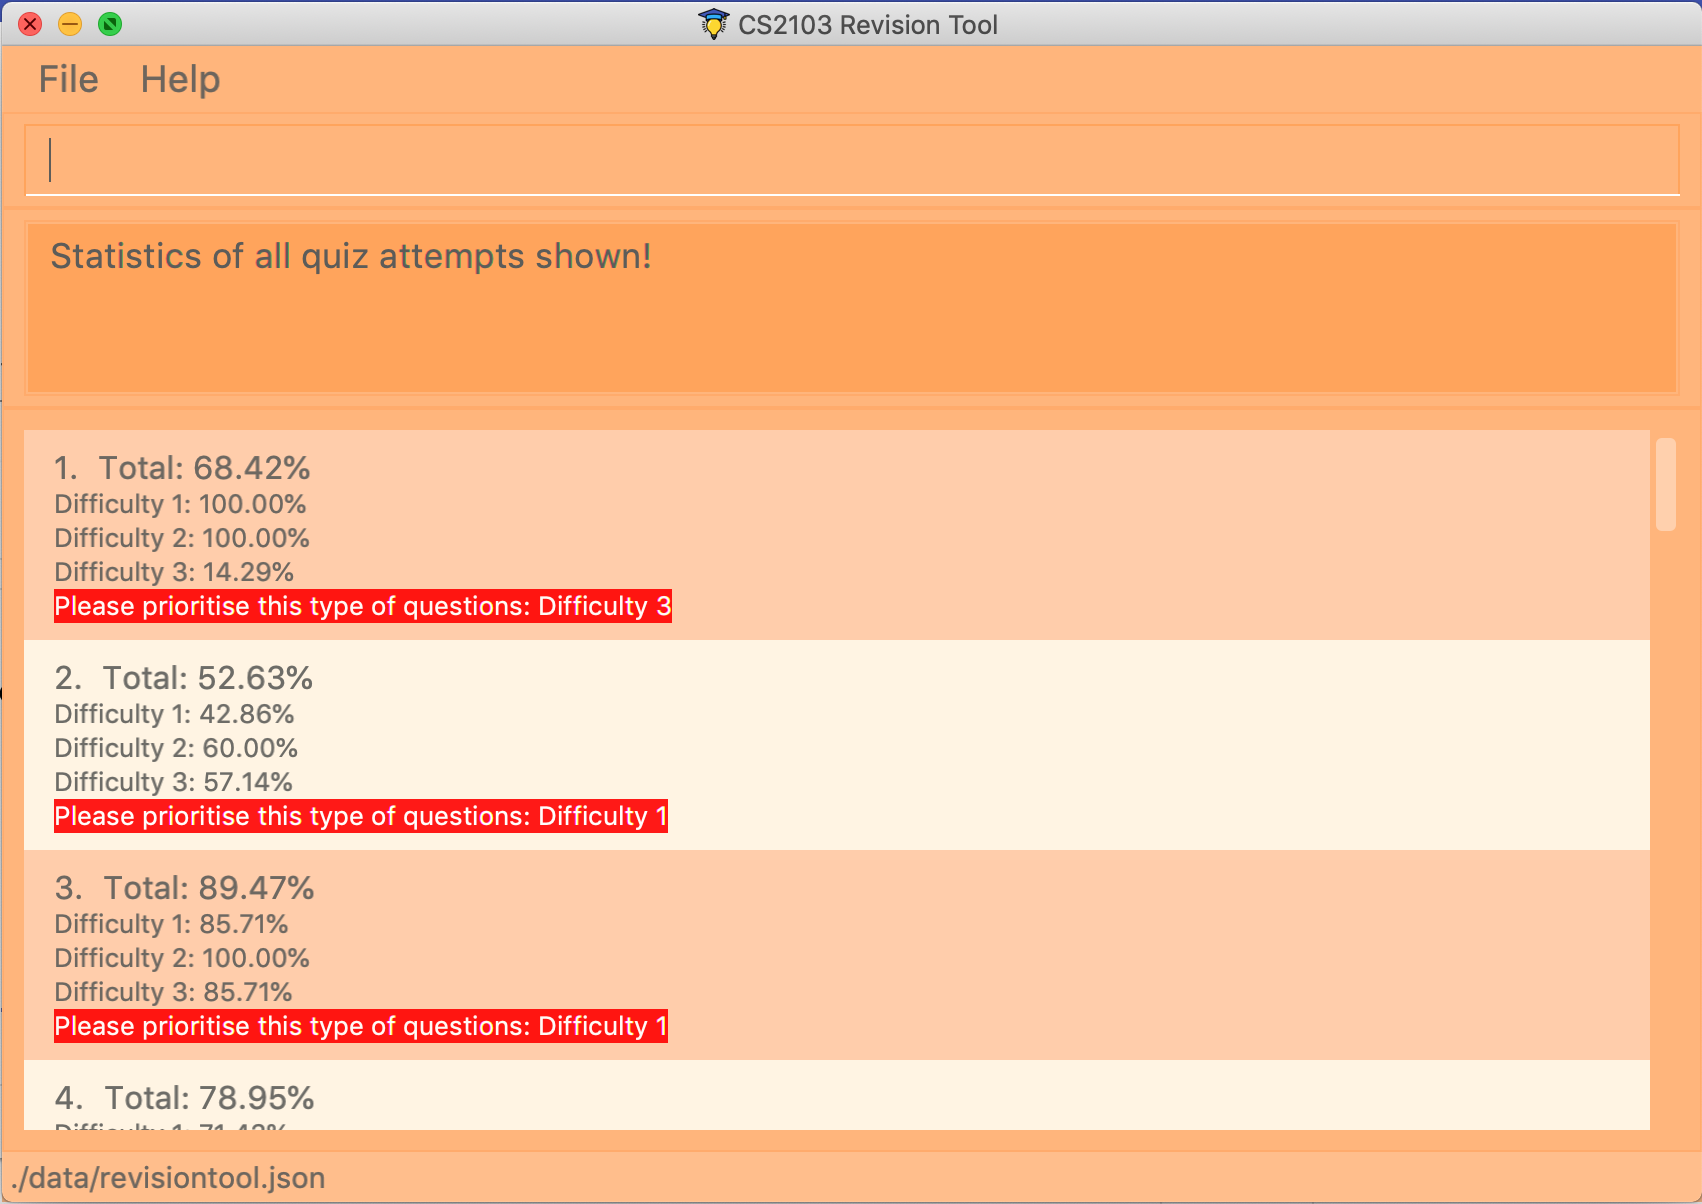 CS2103 Revision Tool
File Help
Statistics of all quiz attempts shown!
1. Total: 68.42%
Difficulty 1: 100.00%
Difficulty 2: 100.00%
Difficulty 3: 14.29%
Please prioritise this type of questions: Difficulty 3
2. Total: 52.63%
Difficulty 1: 42.86%
Difficulty 2: 60.00%
Difficulty 3: 57.14%
Please prioritise this type of questions: Difficulty 1
3. Total: 89.47%
Difficulty 1: 85.71%
Difficulty 2: 100.00%
Difficulty 3: 85.71%
Please prioritise this type of questions: Difficulty 1
4. Total: 78.95%
Difficulty 1:
./data/revisiontool.json